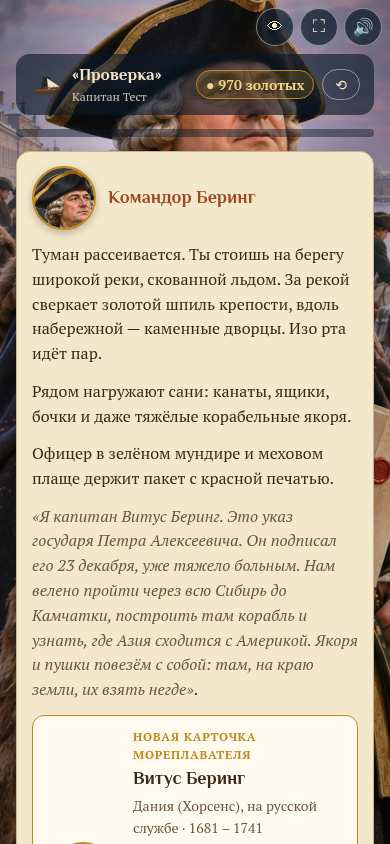 «Проверка»
Капитан Тест
● 970 золотых
⟲
Командор Беринг
Туман рассеивается. Ты стоишь на берегу
широкой реки, скованной льдом. За рекой
сверкает золотой шпиль крепости, вдоль
набережной — каменные дворцы. Изо рта
идёт пар.
Рядом нагружают сани: канаты, ящики,
бочки и даже тяжёлые корабельные якоря.
Офицер в зелёном мундире и меховом
плаще держит пакет с красной печатью.
«Я капитан Витус Беринг. Это указ
государя Петра Алексеевича. Он подписал
его 23 декабря, уже тяжело больным. Нам
велено пройти через всю Сибирь до
Камчатки, построить там корабль и
узнать, где Азия сходится с Америкой. Якоря
и пушки повезём с собой: там, на краю
земли, их взять негде».
НОВАЯ КАРТОЧКА
МОРЕПЛАВАТЕЛЯ
Витус Беринг
Дания (Хорсенс), на русской
службе · 1681 – 1741